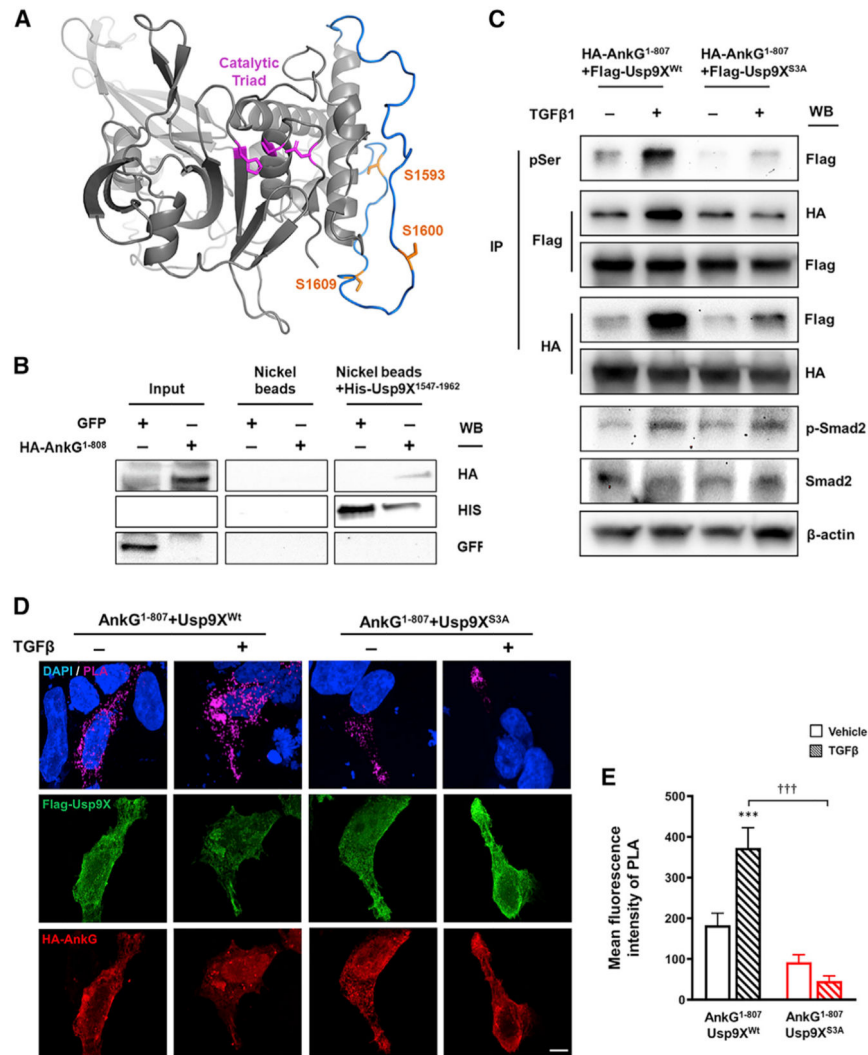 A
Catalytic
Triad
S1593
S1600
S1609
B
Input
Nickel
beads
Nickel beads
+His-Usp9X1547-1962
GFP + – + – + – WB
HA-AnkG1-808 – + – + – +
HA
HIS
GFF
C
HA-AnkG1-807
+Flag-Usp9XWt
HA-AnkG1-807
+Flag-Usp9XS3A
TGFβ1 – + – + WB
IP
pSer
Flag
Flag
HA
Flag
HA
Flag
HA
p-Smad2
Smad2
β-actin
D
AnkG1-807+Usp9XWt
AnkG1-807+Usp9XS3A
TGFβ – + – +
DAPI / PLA
Flag-Usp9X
HA-AnkG
E
Vehicle
TGFβ
†††
***
Mean fluorescence
intensity of PLA
500
400
300
200
100
0
AnkG1-807
Usp9XWt
AnkG1-807
Usp9XS3A